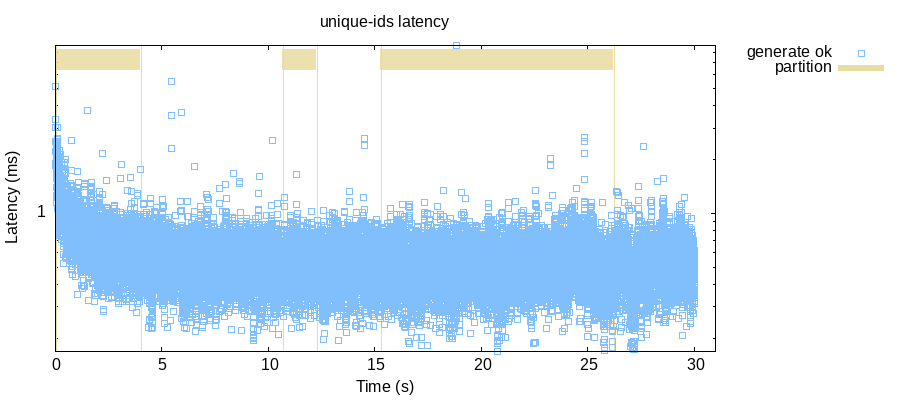 unique-ids latency
generate ok
partition
Latency (ms)
1
0 5 10 15 20 25 30
Time (s)